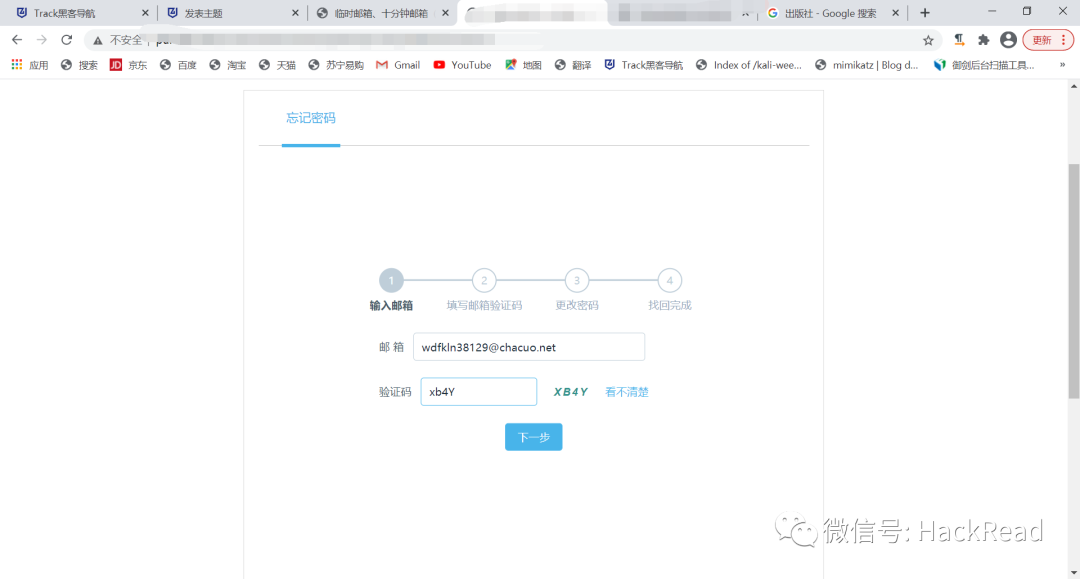 Track黑客导航
发表主题
临时邮箱、十分钟邮箱
出版社 - Google 搜索
不安全
更新
应用
搜索
JD 京东
百度
淘宝
天猫
苏宁易购
Gmail
YouTube
地图
翻译
Track黑客导航
Index of /kali-wee...
mimikatz | Blog d...
御剑后台扫描工具...
»
忘记密码
1 2 3 4
输入邮箱 填写邮箱验证码 更改密码 找回完成
邮 箱 wdfkln38129@chacuo.net
验证码 xb4Y XB4Y 看不清楚
下一步
微信号: HackRead